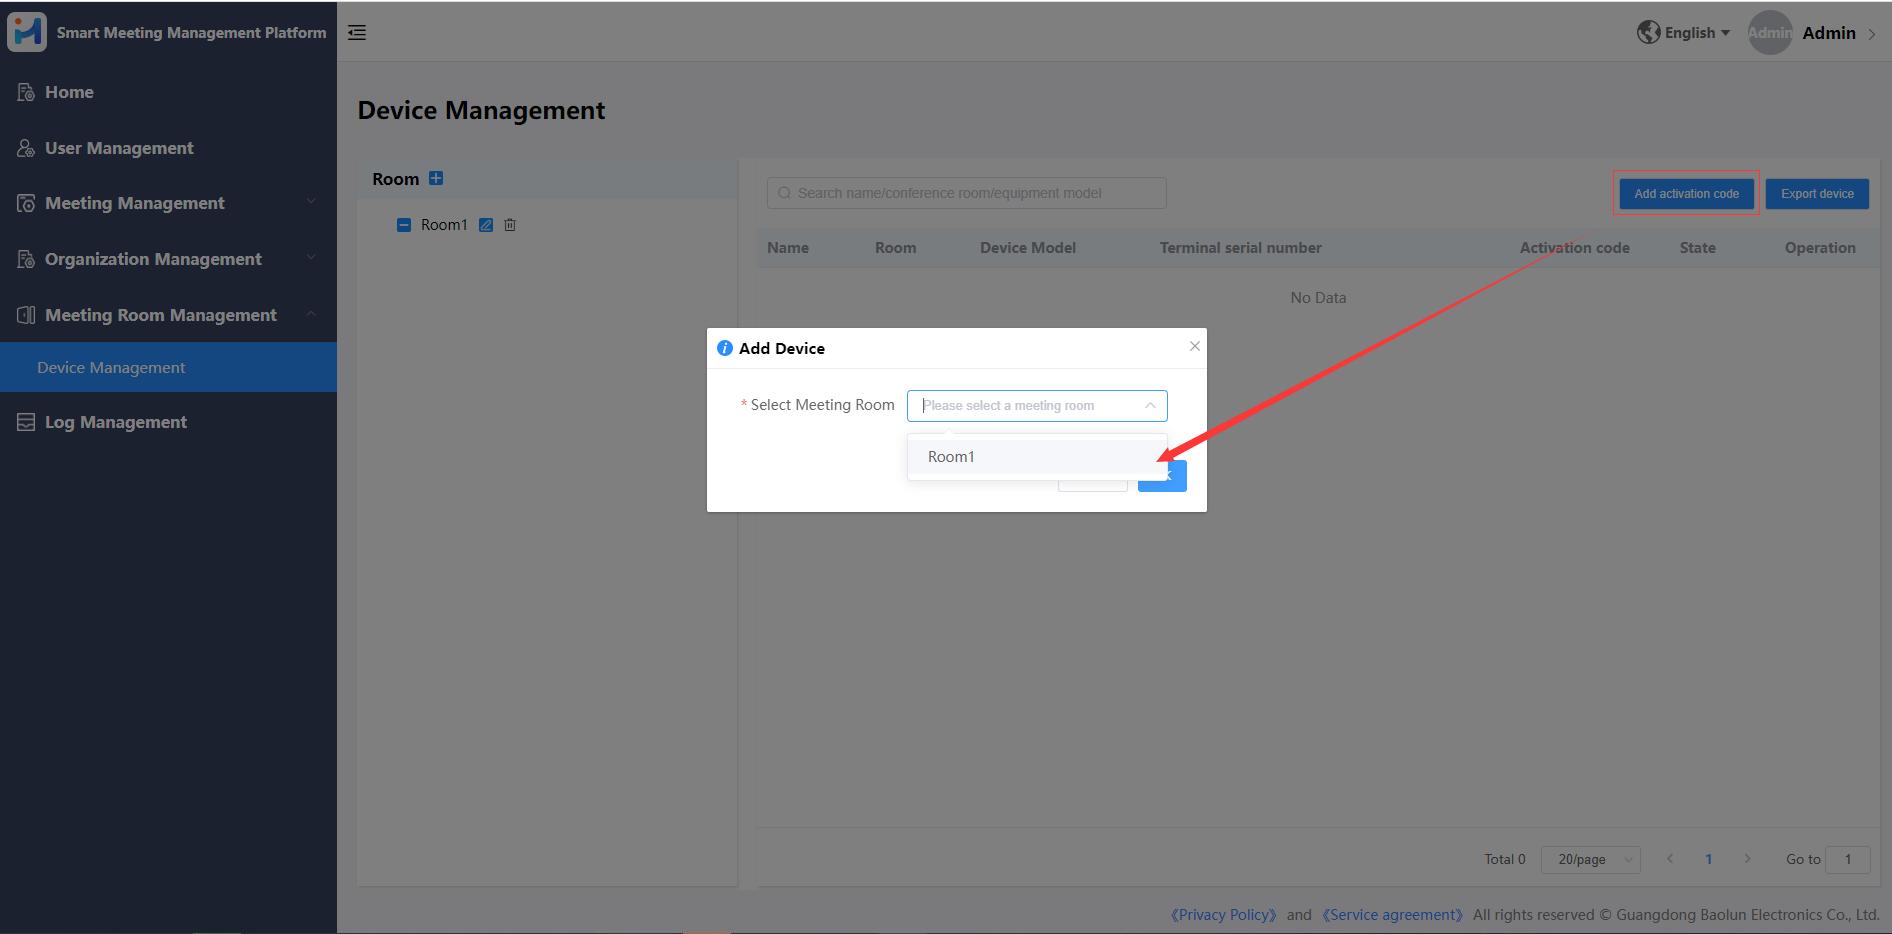 Smart Meeting Management Platform
English
Admin
Admin
Home
User Management
Meeting Management
Organization Management
Meeting Room Management
Device Management
Log Management
Device Management
Room
Room1
Search name/conference room/equipment model
Add activation code
Export device
Name Room Device Model Terminal serial number Activation code State Operation
No Data
Add Device
* Select Meeting Room
Please select a meeting room
Room1
Total 0
20/page
1
Go to
1
《Privacy Policy》 and 《Service agreement》 All rights reserved © Guangdong Baolun Electronics Co., Ltd.